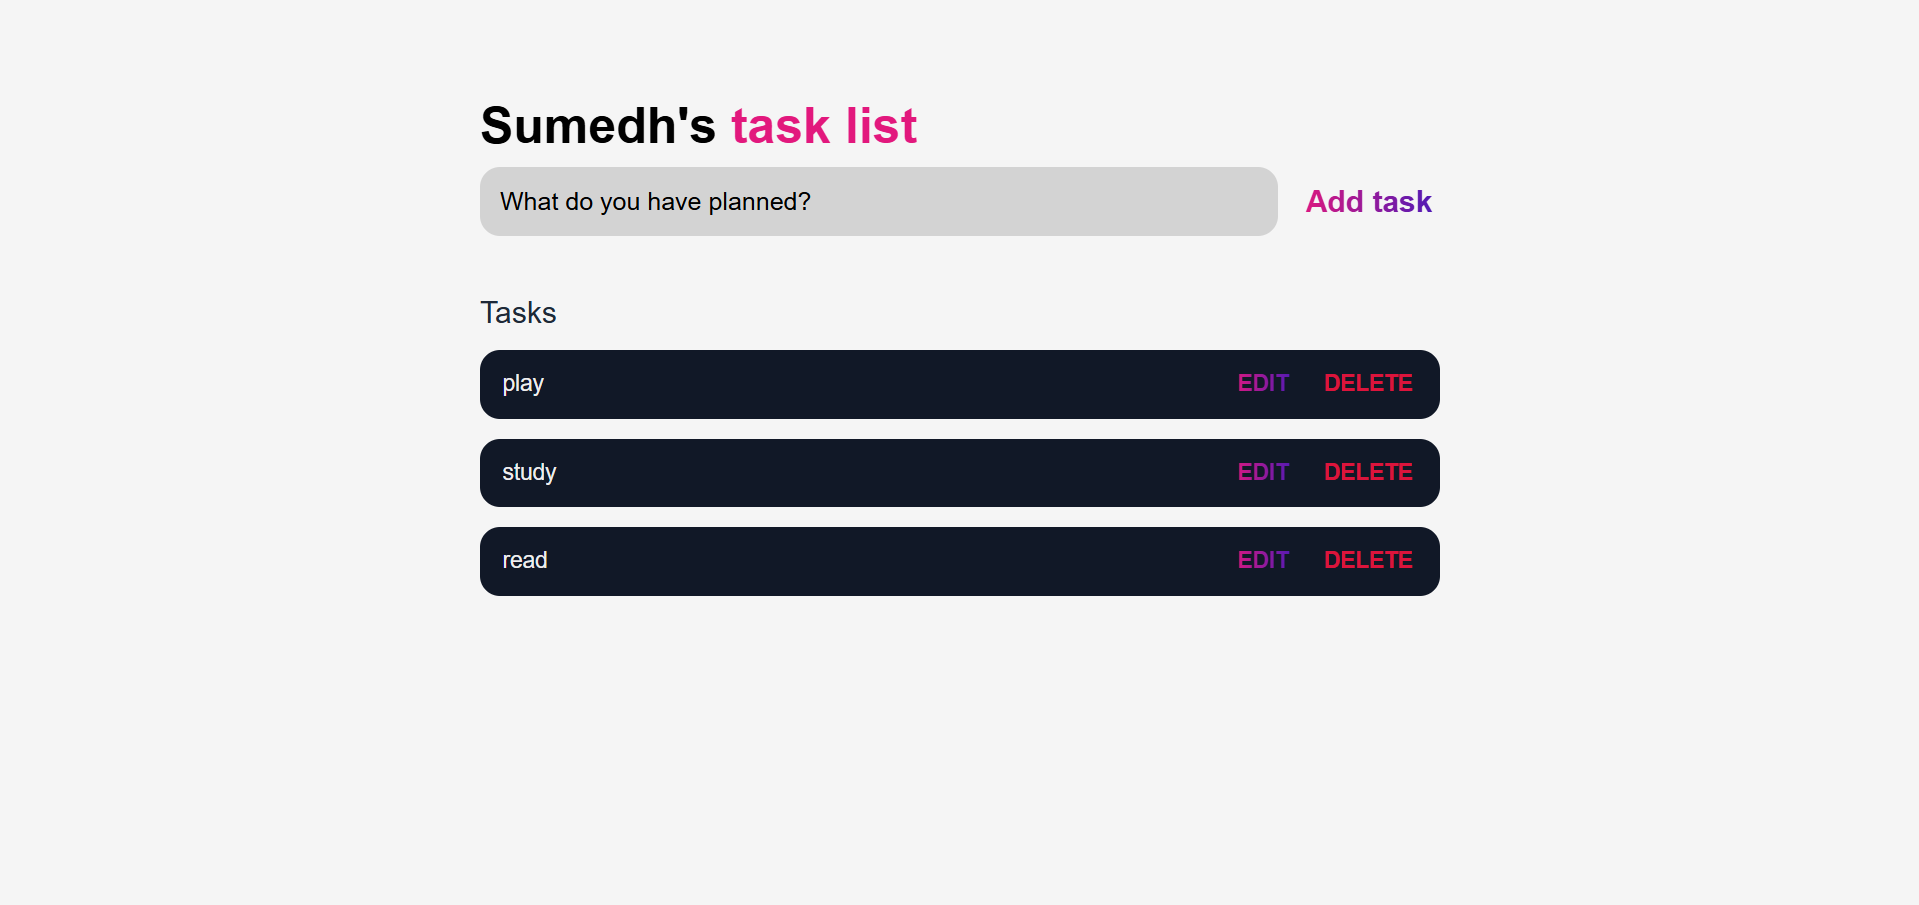 Sumedh's task list
What do you have planned? Add task
Tasks
play EDIT DELETE
study EDIT DELETE
read EDIT DELETE